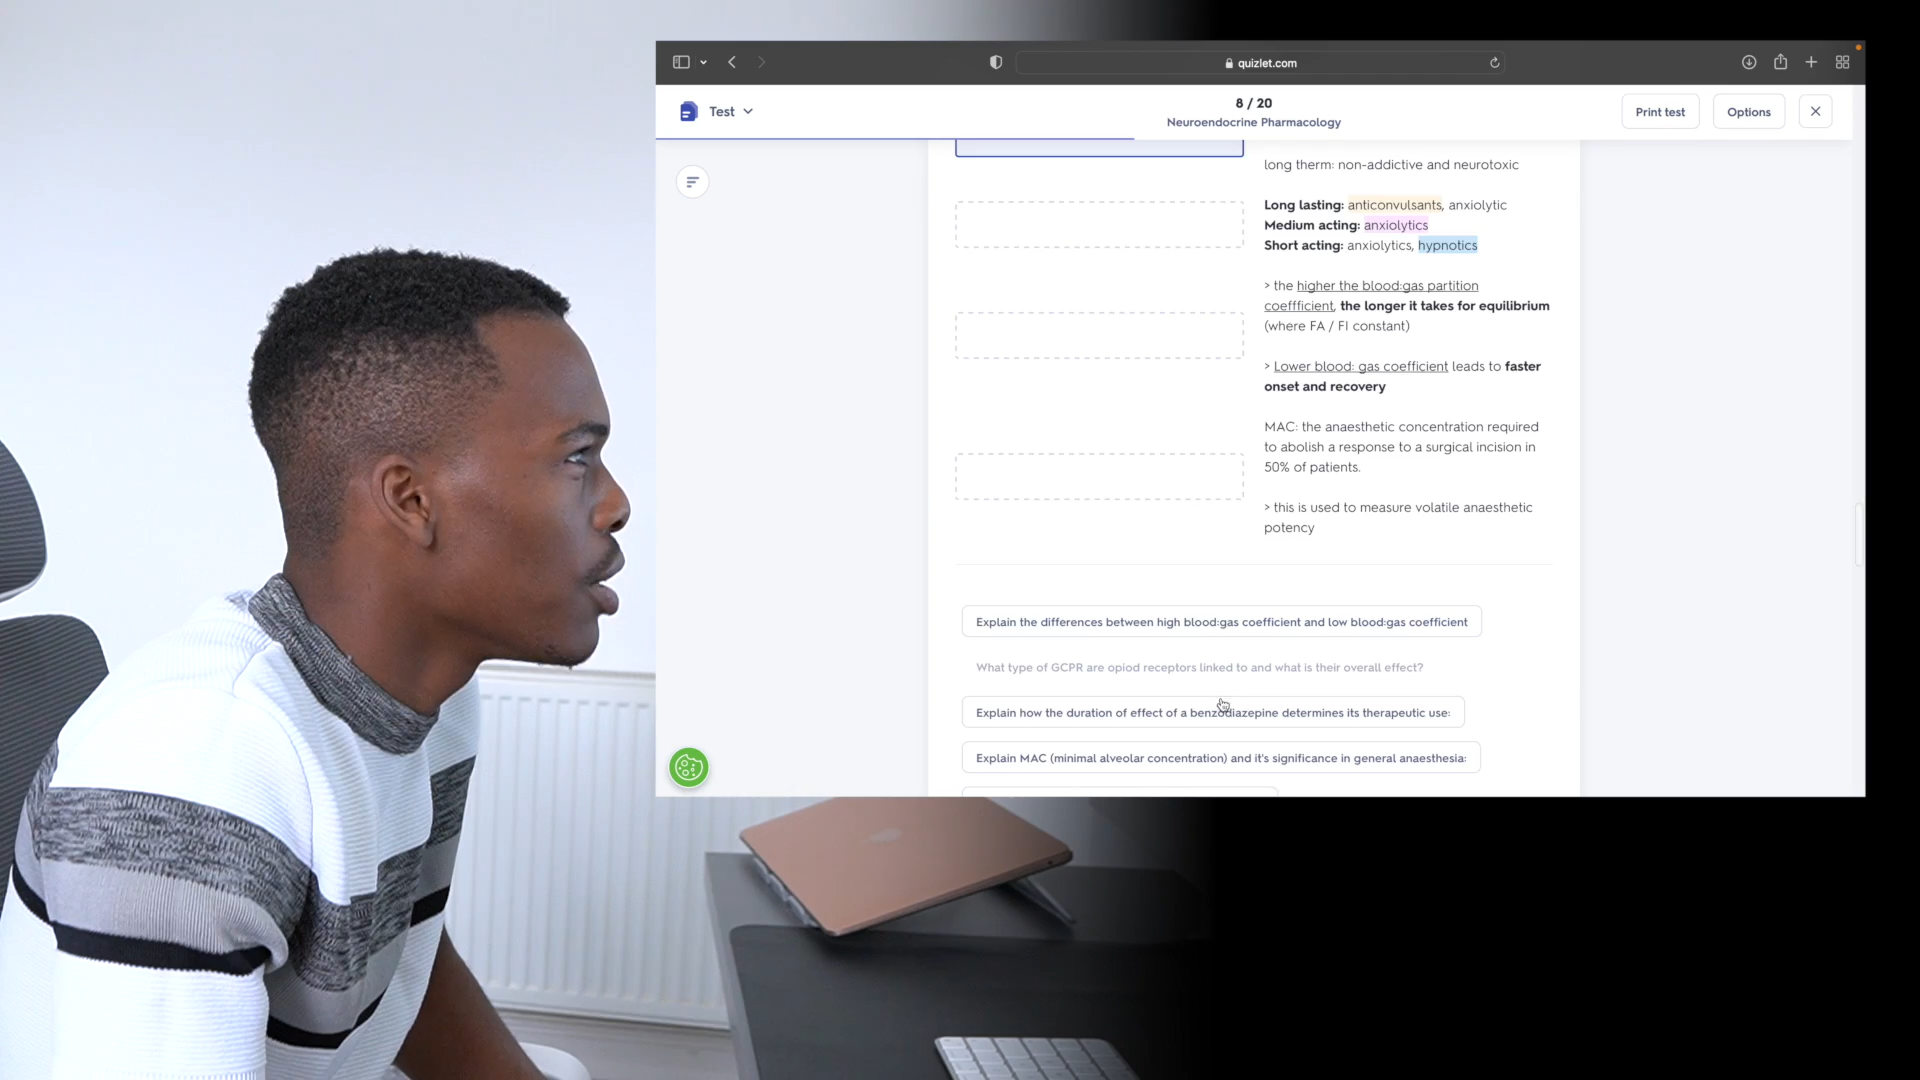 quizlet.com
Test
8 / 20
Neuroendocrine Pharmacology
Print test
Options
long therm: non-addictive and neurotoxic
Long lasting: anticonvulsants, anxiolytic
Medium acting: anxiolytics
Short acting: anxiolytics, hypnotics
> the higher the blood:gas partition
coeffficient, the longer it takes for equilibrium
(where FA / FI constant)
> Lower blood: gas coefficient leads to faster
onset and recovery
MAC: the anaesthetic concentration required
to abolish a response to a surgical incision in
50% of patients.
> this is used to measure volatile anaesthetic
potency
Explain the differences between high blood:gas coefficient and low blood:gas coefficient
What type of GCPR are opiod receptors linked to and what is their overall effect?
Explain how the duration of effect of a benzodiazepine determines its therapeutic use:
Explain MAC (minimal alveolar concentration) and it's significance in general anaesthesia: